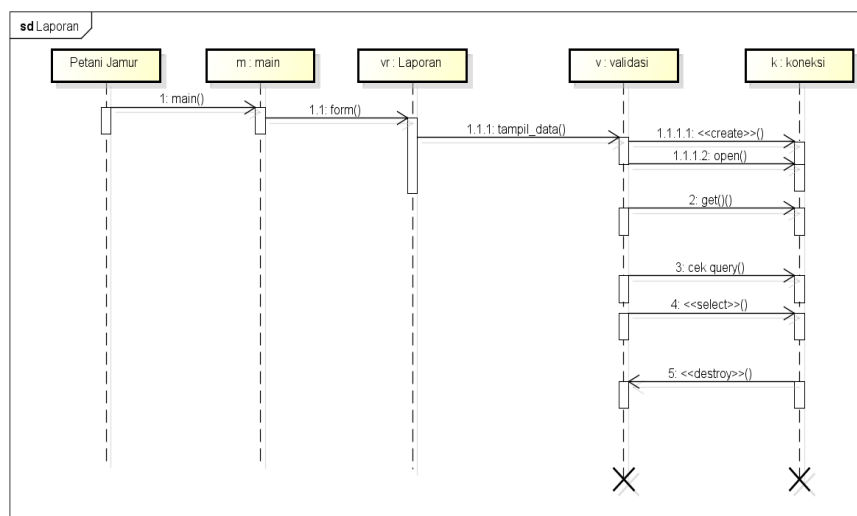 sd Laporan
Petani Jamur
m : main
vr : Laporan
v : validasi
k : koneksi
1: main()
1.1: form()
1.1.1: tampil_data()
1.1.1.1: <<create>>()
1.1.1.2: open()
2: get()()
3: cek query()
4: <<select>>()
5: <<destroy>>()